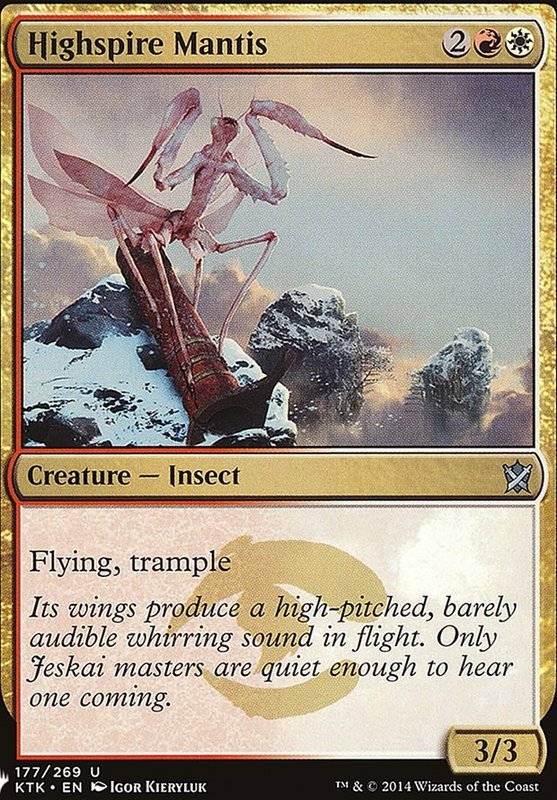 Highspire Mantis 2
Creature — Insect
Flying, trample
Its wings produce a high-pitched, barely
audible whirring sound in flight. Only
Jeskai masters are quiet enough to hear
one coming.
3/3
177/269 U
KTK • EN Igor Kieryluk
™ & © 2014 Wizards of the Coast